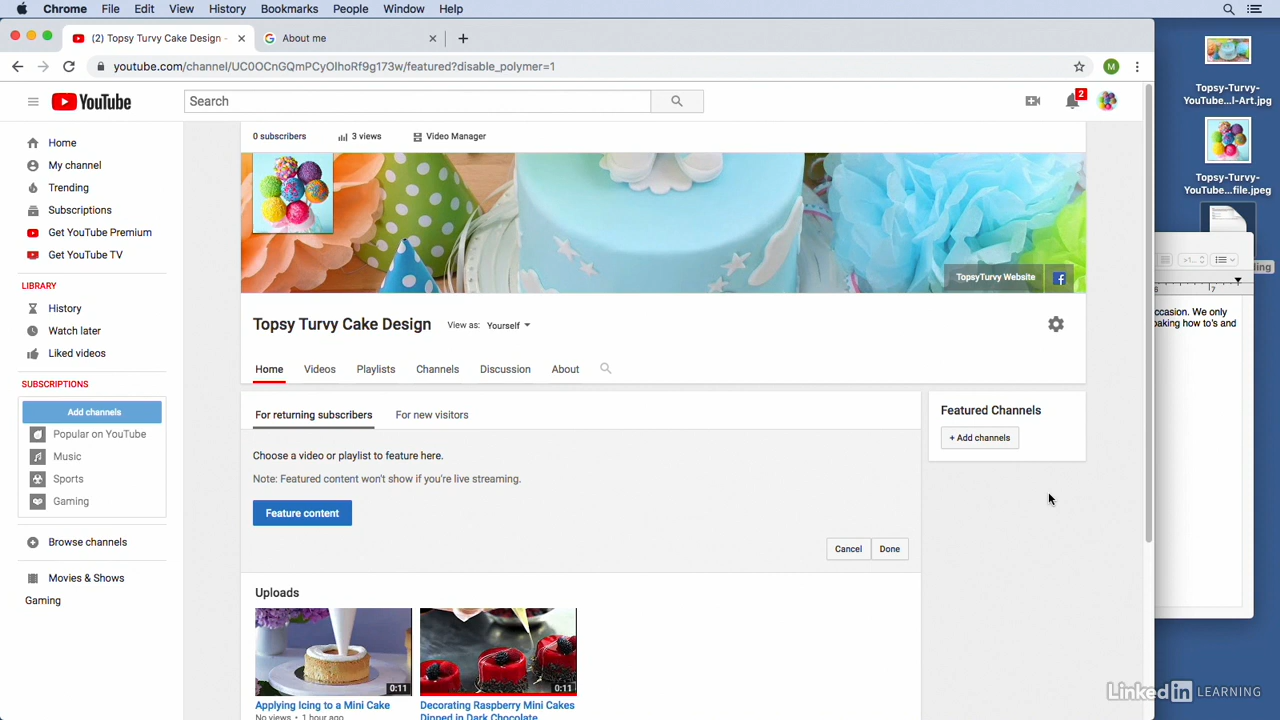 Chrome File Edit View History Bookmarks People Window Help
(2) Topsy Turvy Cake Design -
About me
youtube.com/channel/UC0OCnGQmPCyOlhoRf9g173w/featured?disable_polymer=1
M
YouTube
Search
2
Home
My channel
Trending
Subscriptions
Get YouTube Premium
Get YouTube TV
LIBRARY
History
Watch later
Liked videos
SUBSCRIPTIONS
Add channels
Popular on YouTube
Music
Sports
Gaming
Browse channels
Movies & Shows
Gaming
0 subscribers
3 views
Video Manager
TopsyTurvy Website
Topsy Turvy Cake Design
View as: Yourself
Home Videos Playlists Channels Discussion About
For returning subscribers
For new visitors
Choose a video or playlist to feature here.
Note: Featured content won't show if you're live streaming.
Feature content
Cancel
Done
Uploads
0:11
0:11
Applying Icing to a Mini Cake
No views • 1 hour ago
Decorating Raspberry Mini Cakes
Dipped in Dark Chocolate
Featured Channels
+ Add channels
Topsy-Turvy-
YouTube...l-Art.jpg
Topsy-Turvy-
YouTube...file.jpeg
ling
7
ccasion. We only
baking how to's and
LinkedIn LEARNING